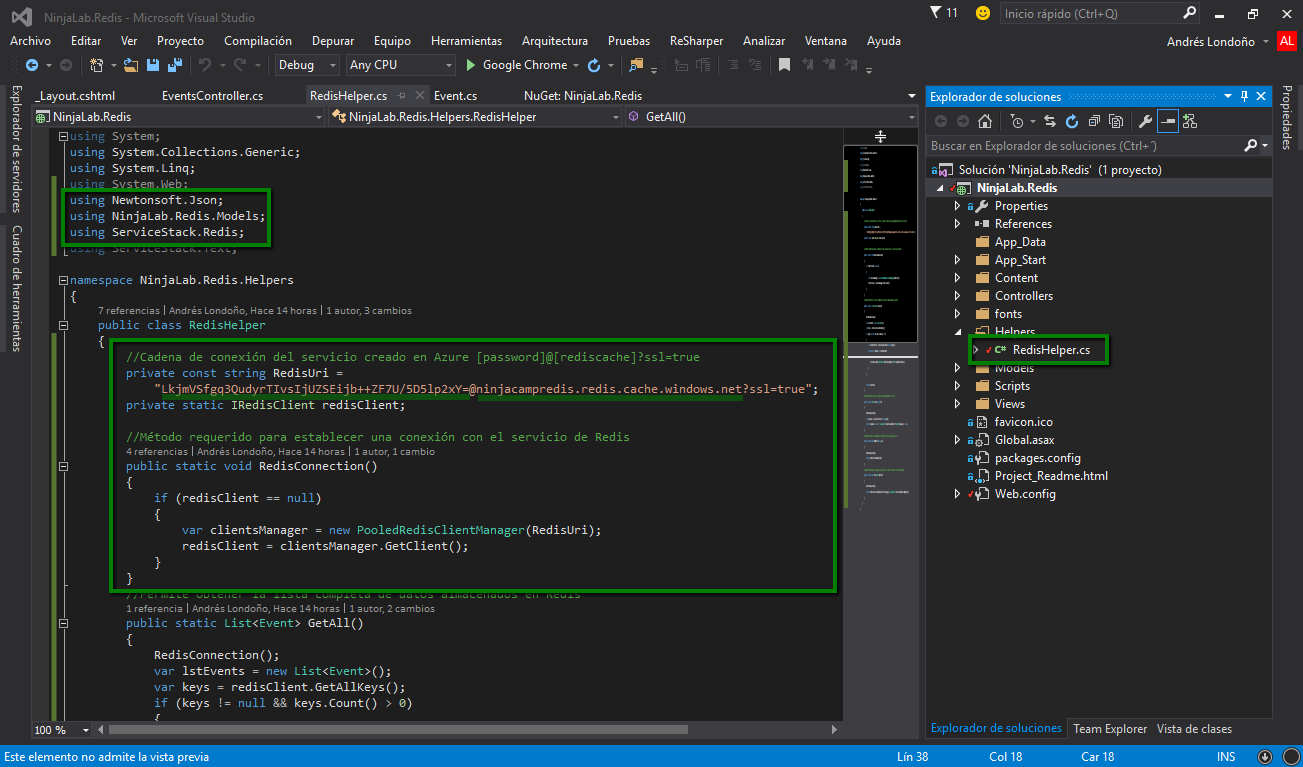 NinjaLab.Redis - Microsoft Visual Studio
11
Inicio rápido (Ctrl+Q)
Archivo Editar Ver Proyecto Compilación Depurar Equipo Herramientas Arquitectura Pruebas ReSharper Analizar Ventana Ayuda
Andrés Londoño AL
Debug Any CPU Google Chrome
Explorador de servidores
Cuadro de herramientas
_Layout.cshtml EventsController.cs RedisHelper.cs Event.cs NuGet: NinjaLab.Redis
NinjaLab.Redis NinjaLab.Redis.Helpers.RedisHelper GetAll()
using System;
using System.Collections.Generic;
using System.Linq;
using System.Web;
using Newtonsoft.Json;
using NinjaLab.Redis.Models;
using ServiceStack.Redis;
using ServiceStack.Text;
namespace NinjaLab.Redis.Helpers
{
7 referencias | Andrés Londoño, Hace 14 horas | 1 autor, 3 cambios
public class RedisHelper
{
//Cadena de conexión del servicio creado en Azure [password]@[rediscache]?ssl=true
private const string RedisUri =
"LkjmVSfgq3QudyrTIvsIjUZSEijb++ZF7U/5D5lp2xY=@ninjacampredis.redis.cache.windows.net?ssl=true";
private static IRedisClient redisClient;
//Método requerido para establecer una conexión con el servicio de Redis
4 referencias | Andrés Londoño, Hace 14 horas | 1 autor, 1 cambio
public static void RedisConnection()
{
if (redisClient == null)
{
var clientsManager = new PooledRedisClientManager(RedisUri);
redisClient = clientsManager.GetClient();
}
}
//Permite obtener la lista completa de datos almacenados en Redis
1 referencia | Andrés Londoño, Hace 14 horas | 1 autor, 2 cambios
public static List<Event> GetAll()
{
RedisConnection();
var lstEvents = new List<Event>();
var keys = redisClient.GetAllKeys();
if (keys != null && keys.Count() > 0)
{
100 %
Explorador de soluciones
Buscar en Explorador de soluciones (Ctrl+´)
Solución 'NinjaLab.Redis' (1 proyecto)
NinjaLab.Redis
Properties
References
App_Data
App_Start
Content
Controllers
fonts
Helpers
C# RedisHelper.cs
Models
Scripts
Views
favicon.ico
Global.asax
packages.config
Project_Readme.html
Web.config
Explorador de soluciones Team Explorer Vista de clases
Propiedades
Este elemento no admite la vista previa Lín 38 Col 18 Car 18 INS